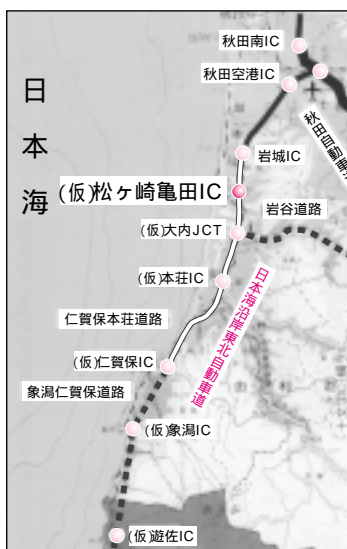 秋田南IC
秋田空港IC
日本海
秋田自動車
岩城IC
(仮)松ヶ崎亀田IC
岩谷道路
(仮)大内JCT
(仮)本荘IC
日本海沿岸東北自動車道
仁賀保本荘道路
(仮)仁賀保IC
象潟仁賀保道路
(仮)象潟IC
(仮)遊佐IC